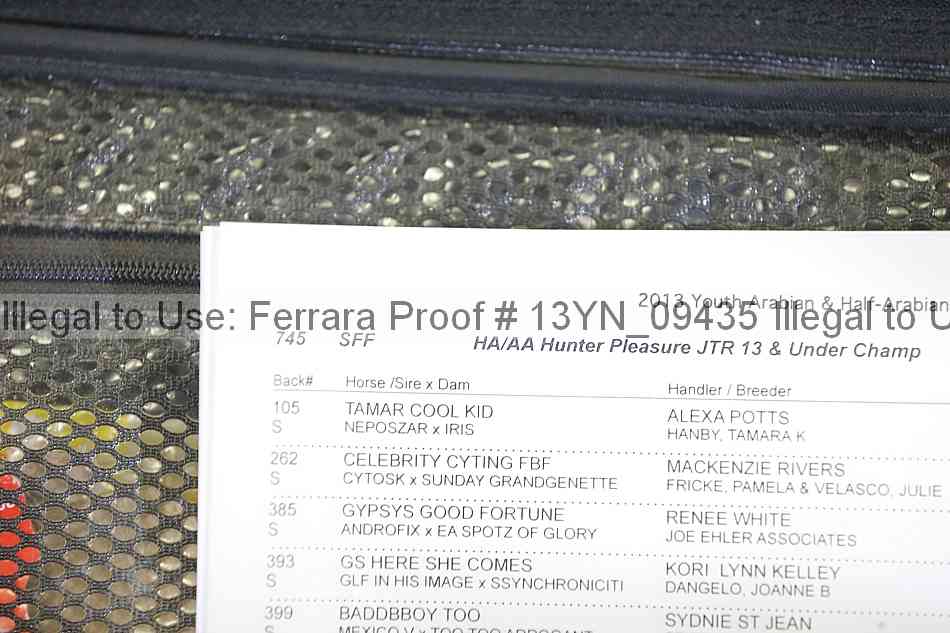 2013 Youth Arabian & Half-Arabian
Illegal to Use: Ferrara Proof # 13YN_09435 Illegal to U
745 SFF HA/AA Hunter Pleasure JTR 13 & Under Champ
Back# Horse /Sire x Dam Handler / Breeder
105 TAMAR COOL KID ALEXA POTTS
S NEPOSZAR x IRIS HANBY, TAMARA K
262 CELEBRITY CYTING FBF MACKENZIE RIVERS
S CYTOSK x SUNDAY GRANDGENETTE FRICKE, PAMELA & VELASCO, JULIE
385 GYPSYS GOOD FORTUNE RENEE WHITE
S ANDROFIX x EA SPOTZ OF GLORY JOE EHLER ASSOCIATES
393 GS HERE SHE COMES KORI LYNN KELLEY
S GLF IN HIS IMAGE x SSYNCHRONICITI DANGELO, JOANNE B
399 BADDBBOY TOO SYDNIE ST JEAN
S MEXICO V x TOO TOO ARROGANT